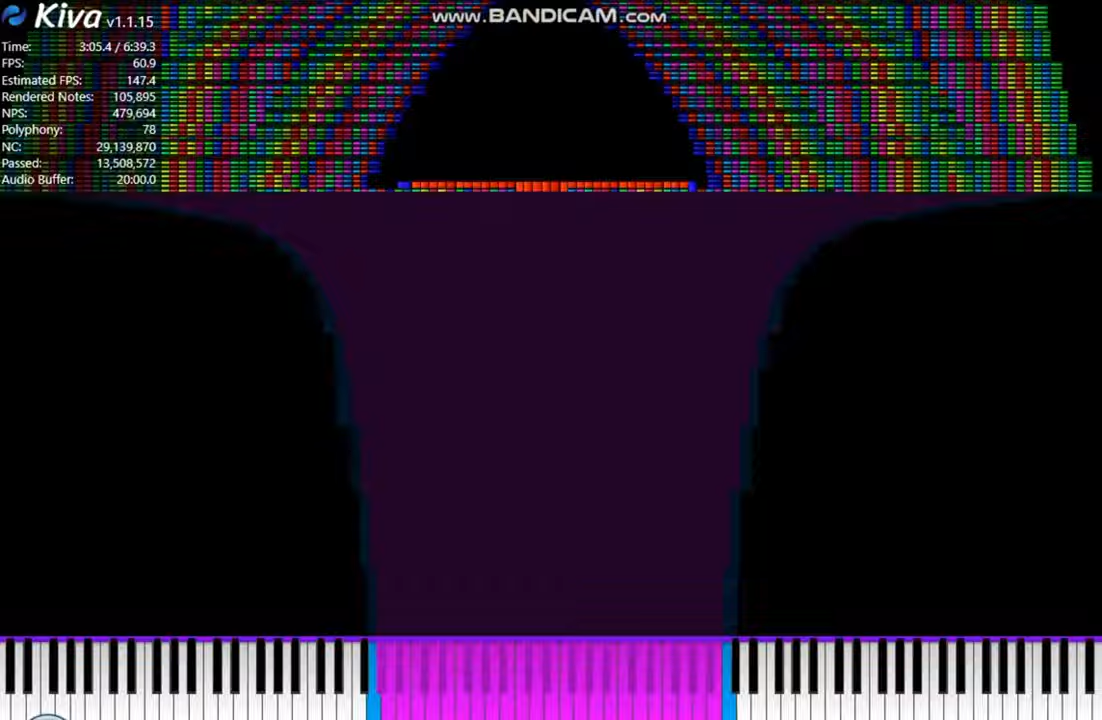 Kiva v1.1.15
www.BANDICAM.com
Time: 3:05.4 / 6:39.3
FPS: 60.9
Estimated FPS: 147.4
Rendered Notes: 105,895
NPS: 479,694
Polyphony: 78
NC: 29,139,870
Passed: 13,508,572
Audio Buffer: 20:00.0